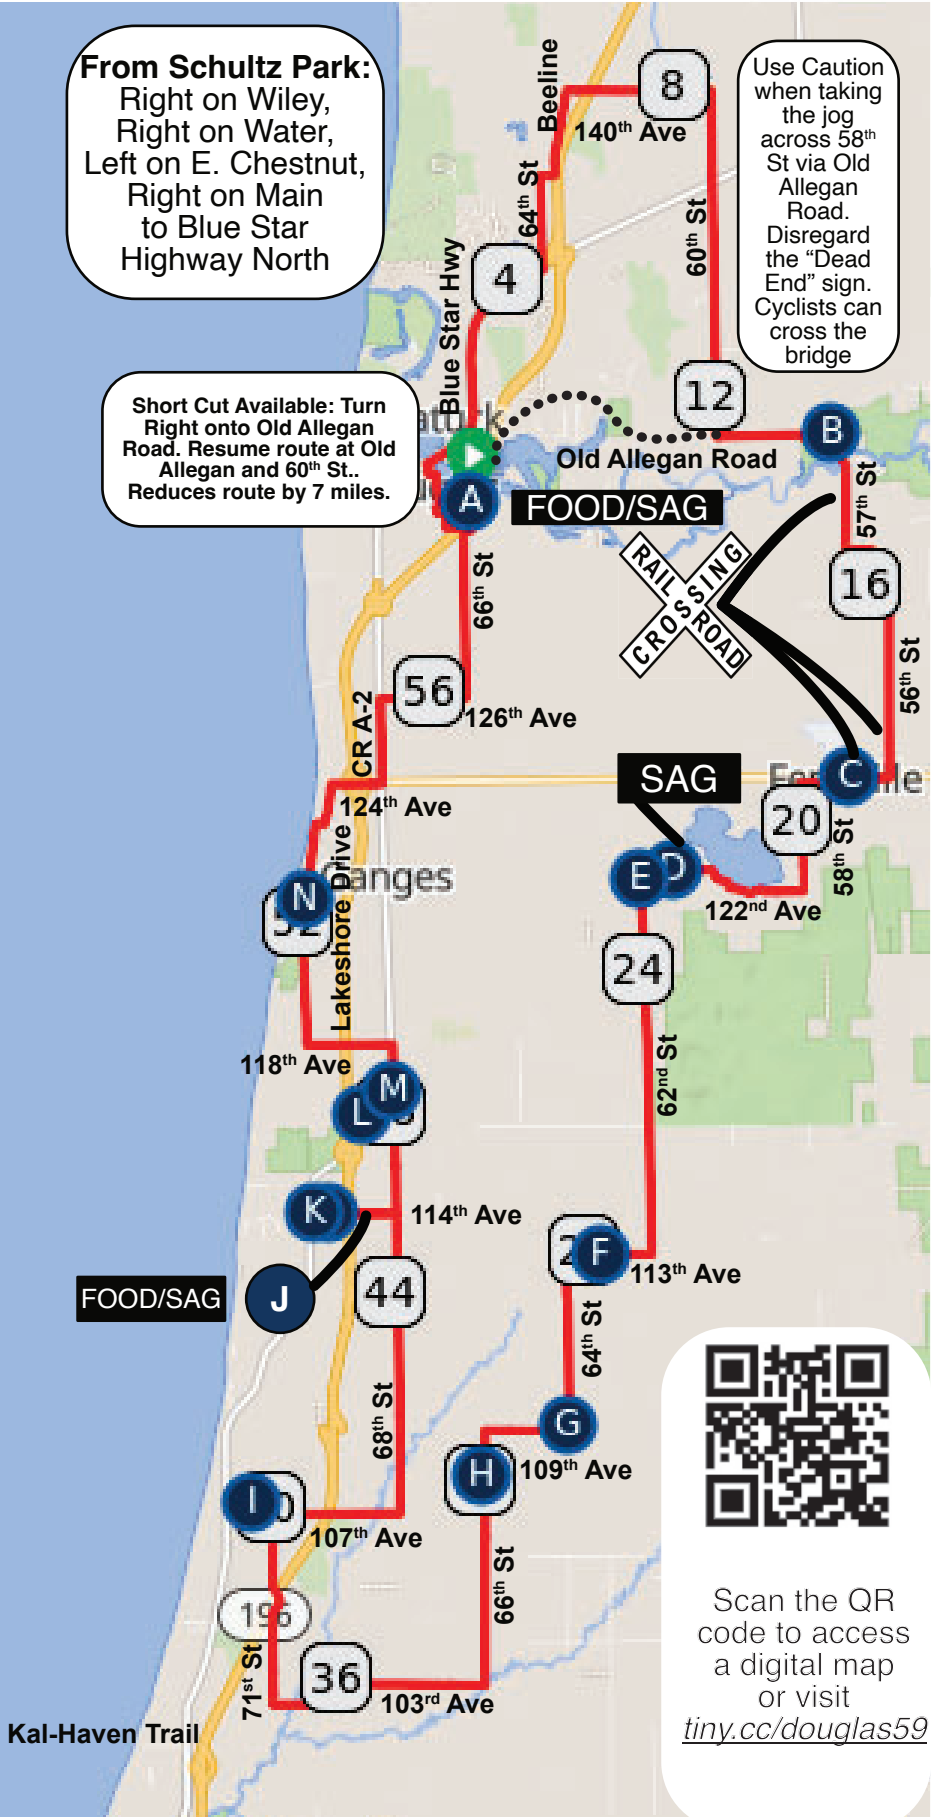 From Schultz Park:
Right on Wiley,
Right on Water,
Left on E. Chestnut,
Right on Main
to Blue Star
Highway North
Beeline
8
140th Ave
Use Caution
when taking
the jog
across 58th
St via Old
Allegan
Road.
Disregard
the “Dead
End” sign.
Cyclists can
cross the
bridge
64th St
60th St
4
Blue Star Hwy
Short Cut Available: Turn
Right onto Old Allegan
Road. Resume route at Old
Allegan and 60th St..
Reduces route by 7 miles.
12
B
Old Allegan Road
57th St
A
FOOD/SAG
RAIL ROAD
CROSSING
16
66th St
56th St
56
126th Ave
CR A-2
SAG
C
124th Ave
20
58th St
E
D
122nd Ave
N
Ganges
Lakeshore Drive
24
62nd St
118th Ave
M
L
K
114th Ave
F
113th Ave
J
FOOD/SAG
44
64th St
68th St
G
109th Ave
H
I
107th Ave
66th St
196
71st St
36
103rd Ave
Kal-Haven Trail
Scan the QR
code to access
a digital map
or visit
tiny.cc/douglas59